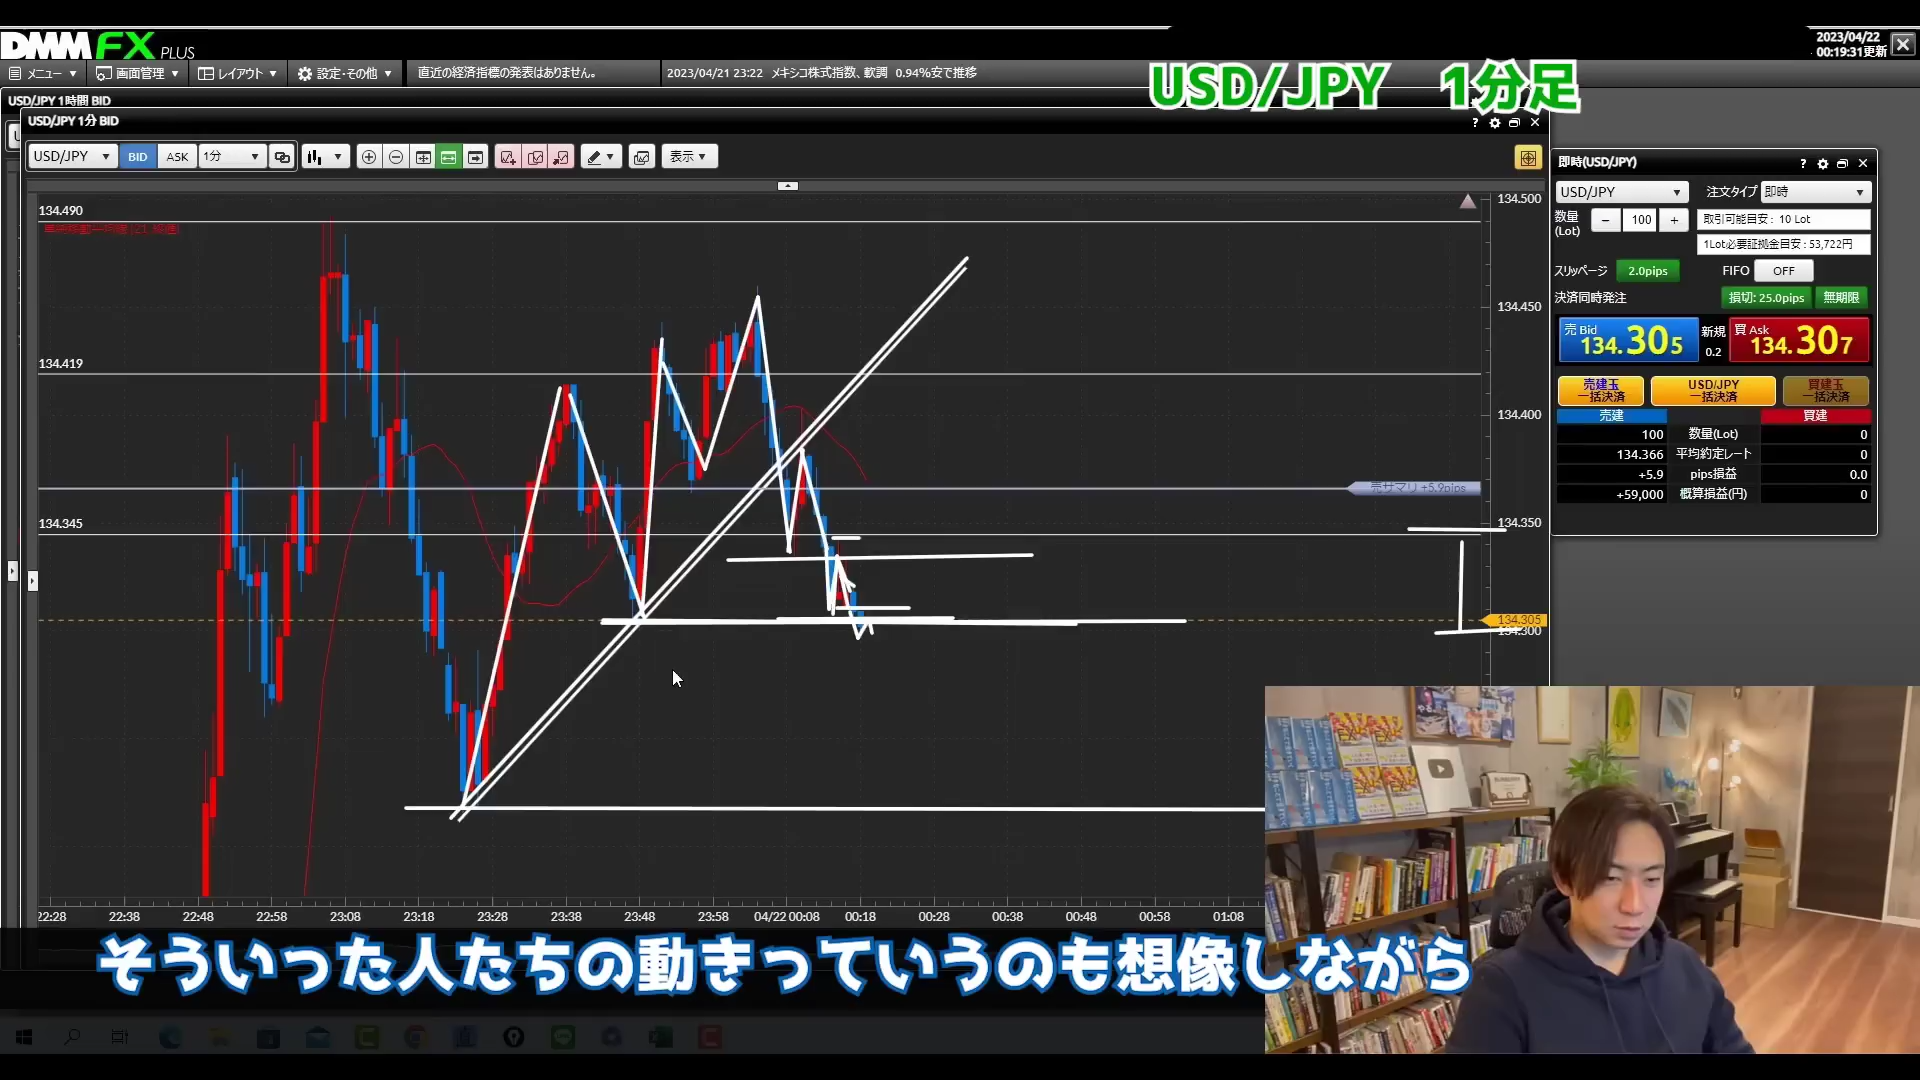 DMM FX PLUS
2023/04/22
00:19:31更新
メニュー
画面管理
レイアウト
設定・その他
直近の経済指標の発表はありません。
2023/04/21 23:22 メキシコ株式指数、軟調 0.94%安で推移
USD/JPY 1分足
USD/JPY 1時間 BID
USD/JPY 1分 BID
USD/JPY
BID
ASK
1分
表示
134.490
134.419
134.345
134.500
134.450
134.400
134.350
134.305
134.300
売サマリ +5.9pips
22:28
22:38
22:48
22:58
23:08
23:18
23:28
23:38
23:48
23:58
04/22 00:08
00:18
00:28
00:38
00:48
00:58
01:08
即時(USD/JPY)
USD/JPY
注文タイプ
即時
数量
(Lot)
100
取引可能目安 : 10 Lot
1Lot必要証拠金目安 : 53,722円
スリッページ
2.0pips
FIFO
OFF
決済同時発注
損切: 25.0pips
無期限
売 Bid
134.305
新規
0.2
買 Ask
134.307
売建玉
一括決済
USD/JPY
一括決済
買建玉
一括決済
売建
買建
100 数量(Lot) 0
134.366 平均約定レート 0
+5.9 pips損益 0.0
+59,000 概算損益(円) 0
そういった人たちの動きっていうのも想像しながら